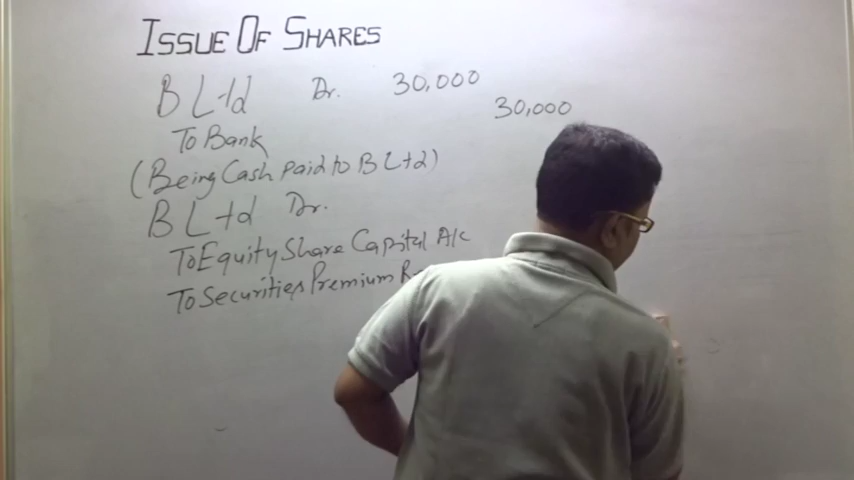 ISSUE OF SHARES
B Ltd Dr. 30,000
30,000
To Bank
(Being Cash paid to B Ltd)
B Ltd Dr.
To Equity Share Capital A/c
To Securities Premium